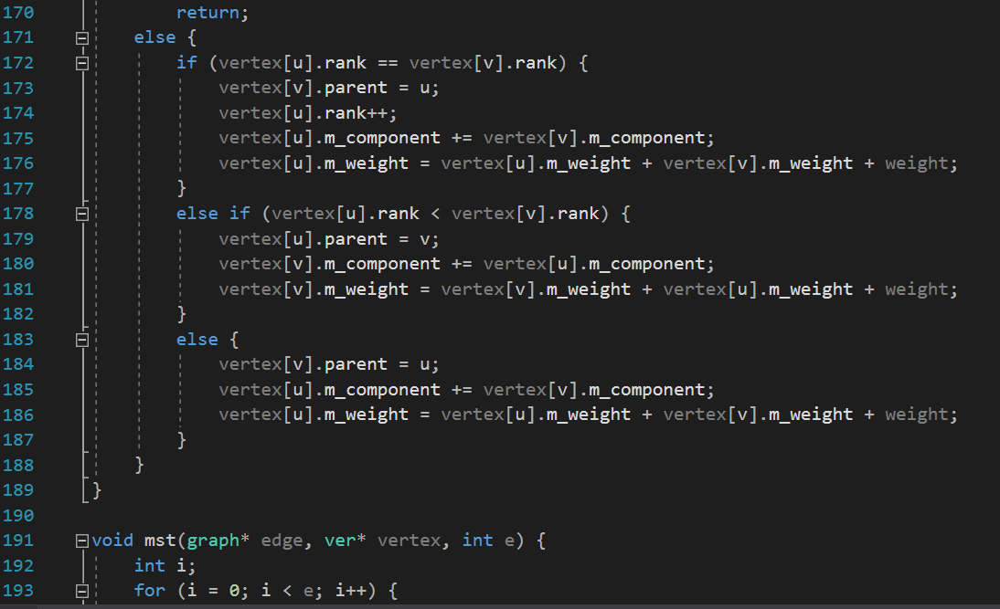 170 return;
171 else {
172 if (vertex[u].rank == vertex[v].rank) {
173 vertex[v].parent = u;
174 vertex[u].rank++;
175 vertex[u].m_component += vertex[v].m_component;
176 vertex[u].m_weight = vertex[u].m_weight + vertex[v].m_weight + weight;
177 }
178 else if (vertex[u].rank < vertex[v].rank) {
179 vertex[u].parent = v;
180 vertex[v].m_component += vertex[u].m_component;
181 vertex[v].m_weight = vertex[v].m_weight + vertex[u].m_weight + weight;
182 }
183 else {
184 vertex[v].parent = u;
185 vertex[u].m_component += vertex[v].m_component;
186 vertex[u].m_weight = vertex[u].m_weight + vertex[v].m_weight + weight;
187 }
188 }
189 }
190
191 void mst(graph* edge, ver* vertex, int e) {
192 int i;
193 for (i = 0; i < e; i++) {